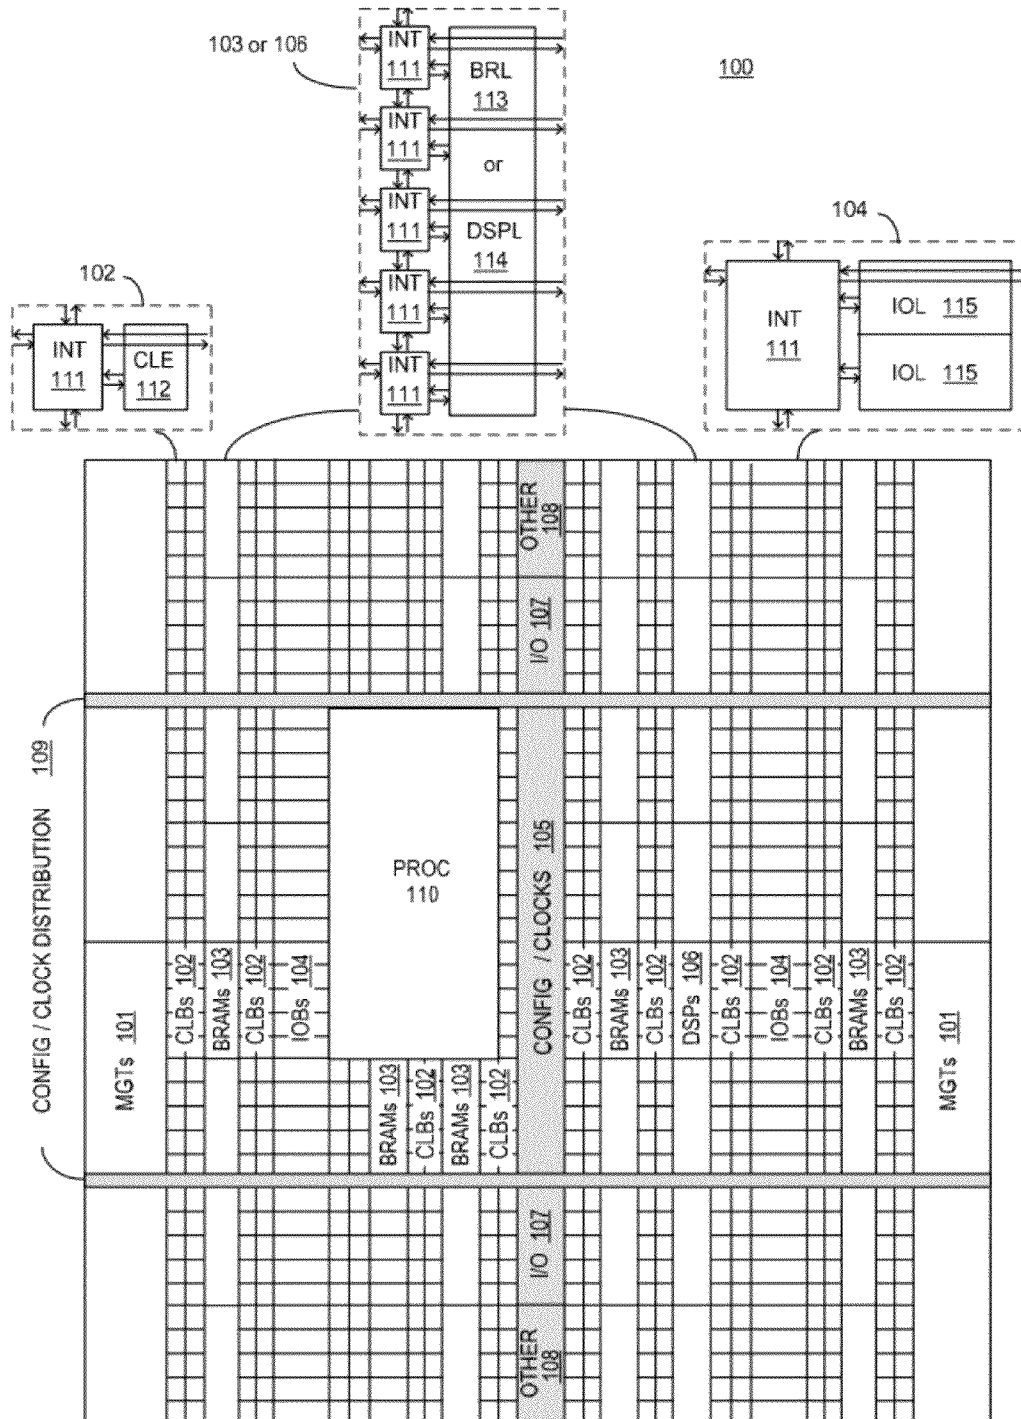 100
103 or 106
INT
111
INT
111
INT
111
INT
111
INT
111
BRL
113
or
DSPL
114
104
INT
111
IOL 115
IOL 115
102
INT
111
CLE
112
OTHER
108
I/O 107
CONFIG / CLOCK DISTRIBUTION 109
PROC
110
CONFIG / CLOCKS 105
MGTs 101
CLBs 102
BRAMs 103
CLBs 102
IOBs 104
BRAMs 103
CLBs 102
BRAMs 103
CLBs 102
CLBs 102
BRAMs 103
CLBs 102
DSPs 106
CLBs 102
IOBs 104
CLBs 102
BRAMs 103
CLBs 102
MGTs 101
I/O 107
OTHER
108